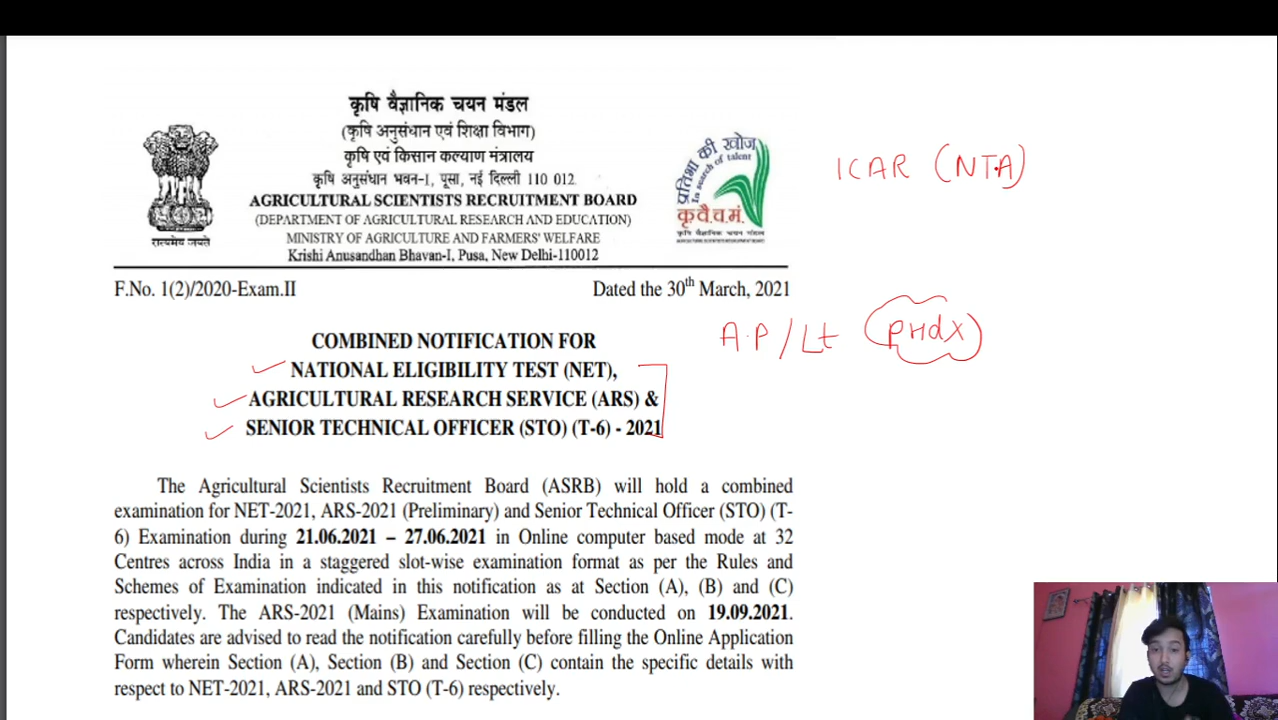 कृषि वैज्ञानिक चयन मंडल
(कृषि अनुसंधान एवं शिक्षा विभाग)
कृषि एवं किसान कल्याण मंत्रालय
कृषि अनुसंधान भवन-I, पूसा, नई दिल्ली 110 012
AGRICULTURAL SCIENTISTS RECRUITMENT BOARD
(DEPARTMENT OF AGRICULTURAL RESEARCH AND EDUCATION)
MINISTRY OF AGRICULTURE AND FARMERS' WELFARE
Krishi Anusandhan Bhavan-I, Pusa, New Delhi-110012
सत्यमेव जयते
प्रतिभा की खोज
In search of talent
कृ.वै.च.मं.
कृषि वैज्ञानिक चयन मंडल
AGRICULTURAL SCIENTISTS RECRUITMENT BOARD
ICAR (NTA)
F.No. 1(2)/2020-Exam.II
Dated the 30th March, 2021
A.P/Lt (PHdX)
COMBINED NOTIFICATION FOR
NATIONAL ELIGIBILITY TEST (NET),
AGRICULTURAL RESEARCH SERVICE (ARS) &
SENIOR TECHNICAL OFFICER (STO) (T-6) - 2021
The Agricultural Scientists Recruitment Board (ASRB) will hold a combined
examination for NET-2021, ARS-2021 (Preliminary) and Senior Technical Officer (STO) (T-
6) Examination during 21.06.2021 – 27.06.2021 in Online computer based mode at 32
Centres across India in a staggered slot-wise examination format as per the Rules and
Schemes of Examination indicated in this notification as at Section (A), (B) and (C)
respectively. The ARS-2021 (Mains) Examination will be conducted on 19.09.2021.
Candidates are advised to read the notification carefully before filling the Online Application
Form wherein Section (A), Section (B) and Section (C) contain the specific details with
respect to NET-2021, ARS-2021 and STO (T-6) respectively.